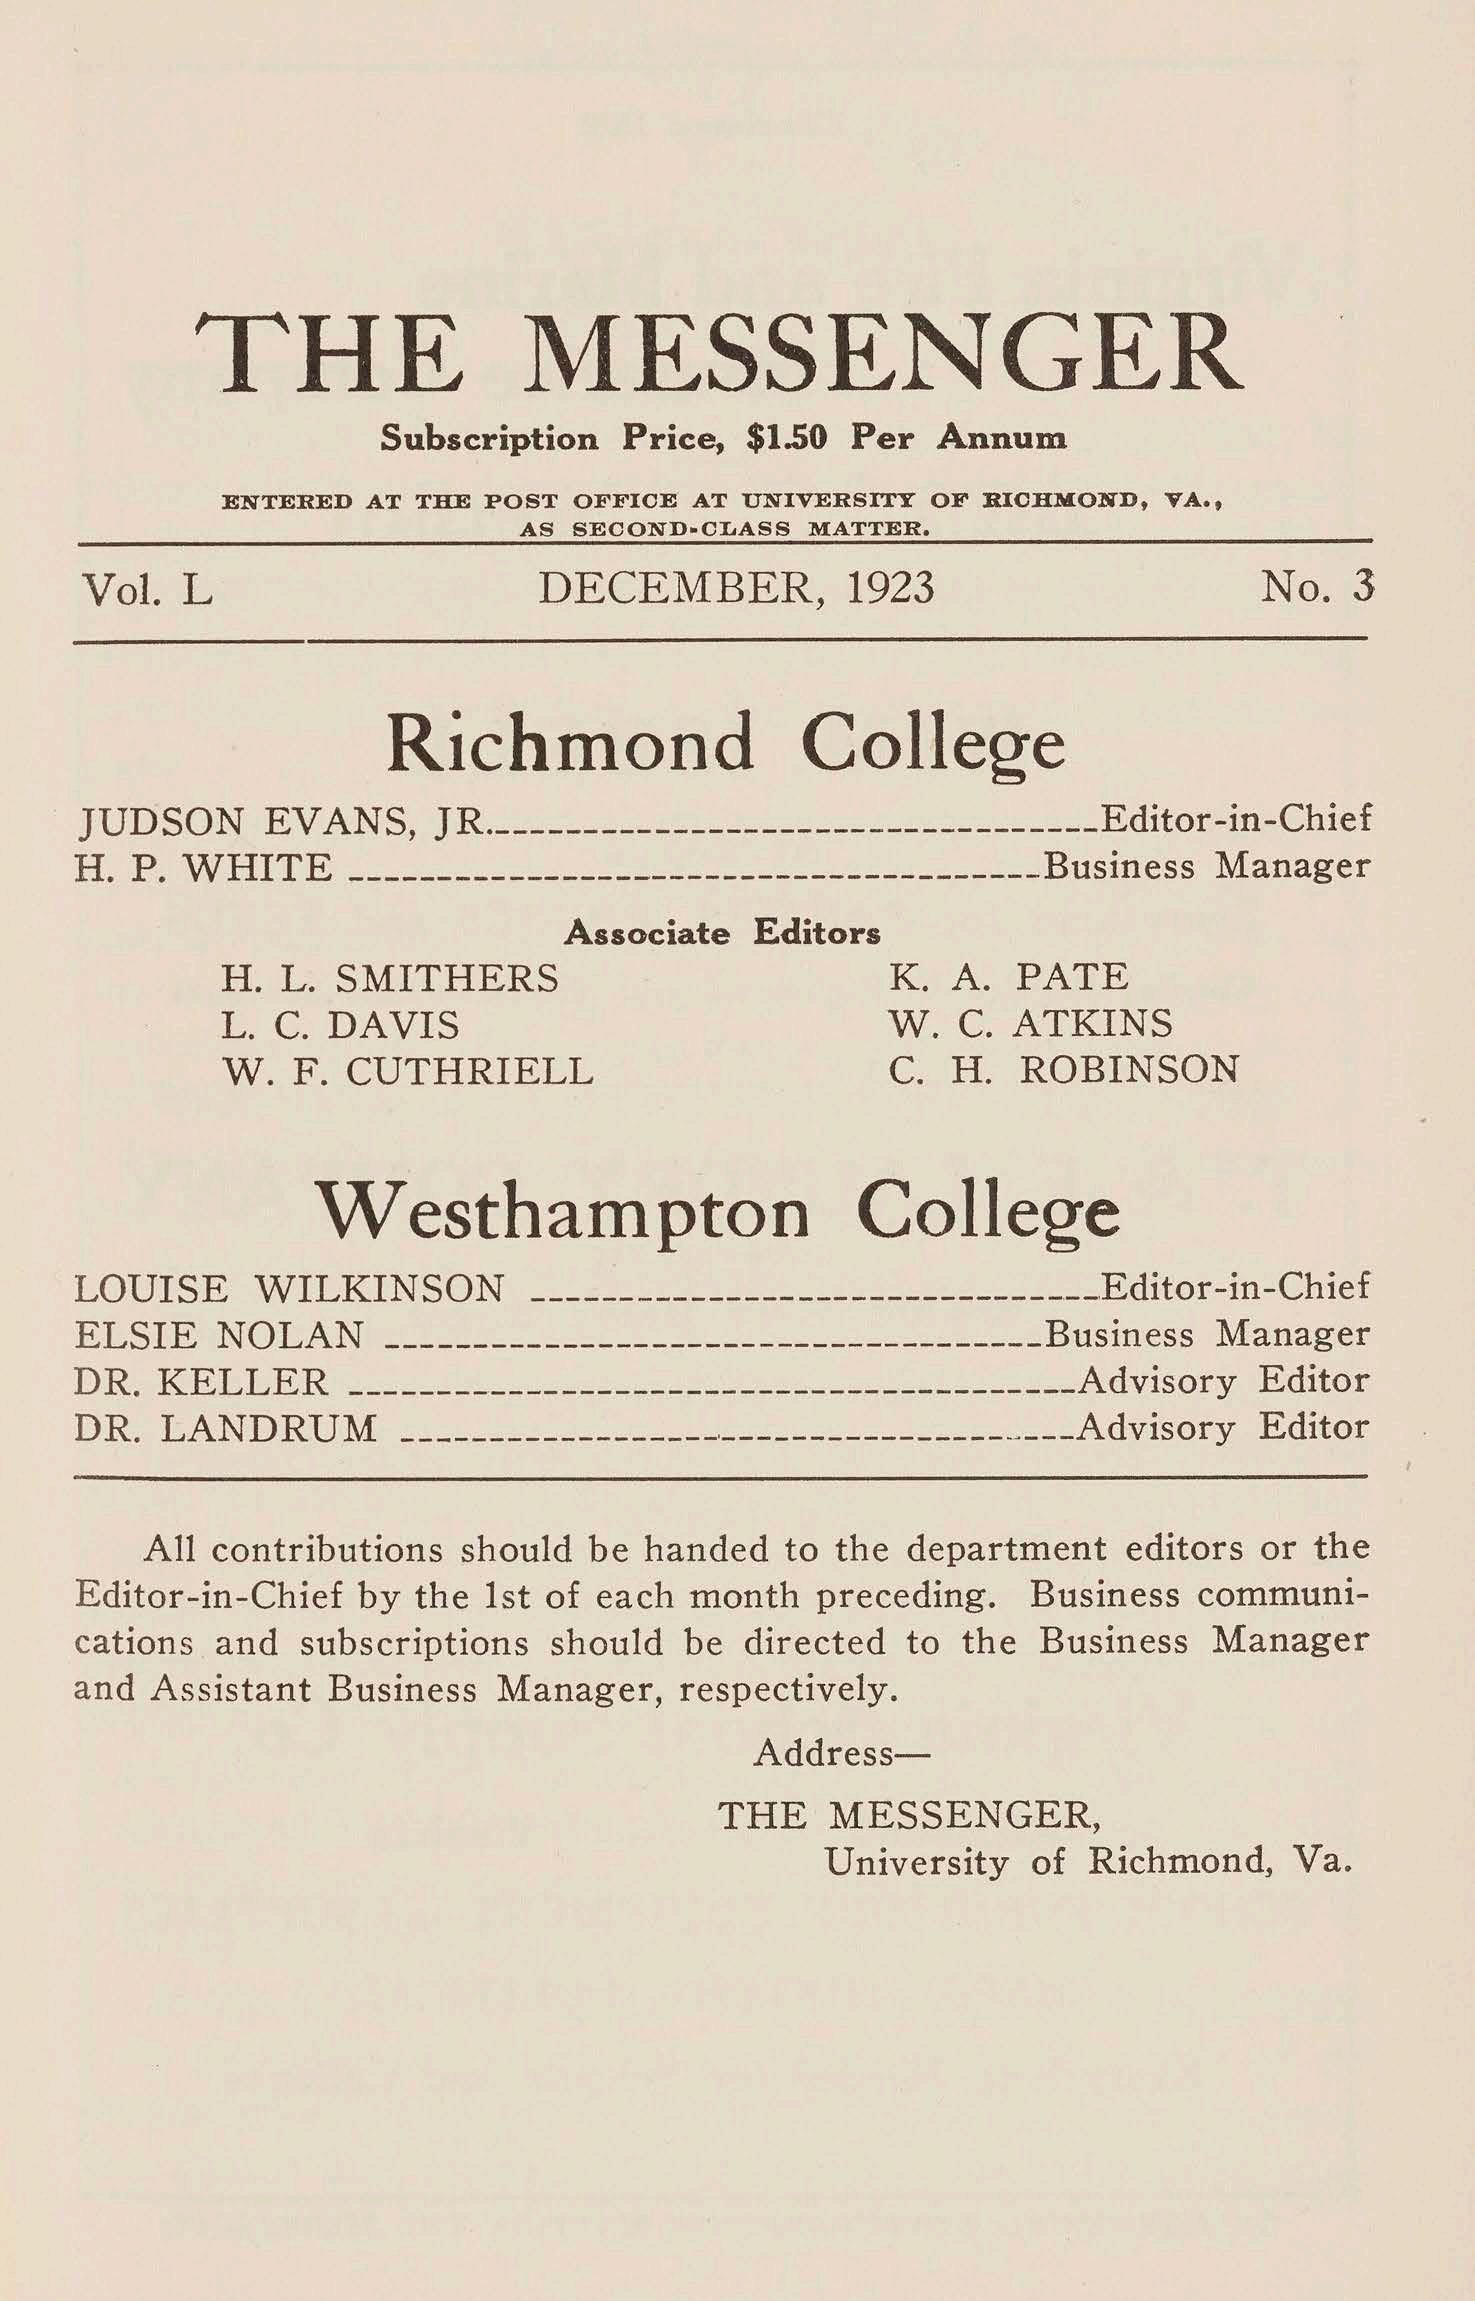 THE MESSENGER
Subscription Price, $1.50 Per Annum
ENTERED AT THE POST OFFICE AT UNIVERSITY OF RICHMOND, VA.,
AS SECOND-CLASS MATTER.
Vol. L DECEMBER, 1923 No. 3
Richmond College
JUDSON EVANS, JR.----------------------------------Editor-in-Chief
H. P. WHITE ---------------------------------------Business Manager
Associate Editors
H. L. SMITHERS K. A. PATE
L. C. DAVIS W. C. ATKINS
W. F. CUTHRIELL C. H. ROBINSON
Westhampton College
LOUISE WILKINSON --------------------------------Editor-in-Chief
ELSIE NOLAN -------------------------------------Business Manager
DR. KELLER -----------------------------------------Advisory Editor
DR. LANDRUM --------------------------------------Advisory Editor
All contributions should be handed to the department editors or the
Editor-in-Chief by the 1st of each month preceding. Business communi-
cations and subscriptions should be directed to the Business Manager
and Assistant Business Manager, respectively.
Address—
THE MESSENGER,
University of Richmond, Va.